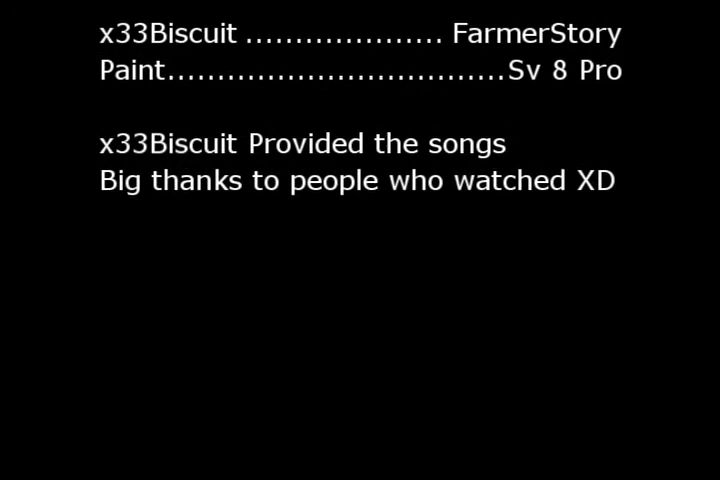 x33Biscuit .................... FarmerStory
Paint..................................Sv 8 Pro
x33Biscuit Provided the songs
Big thanks to people who watched XD